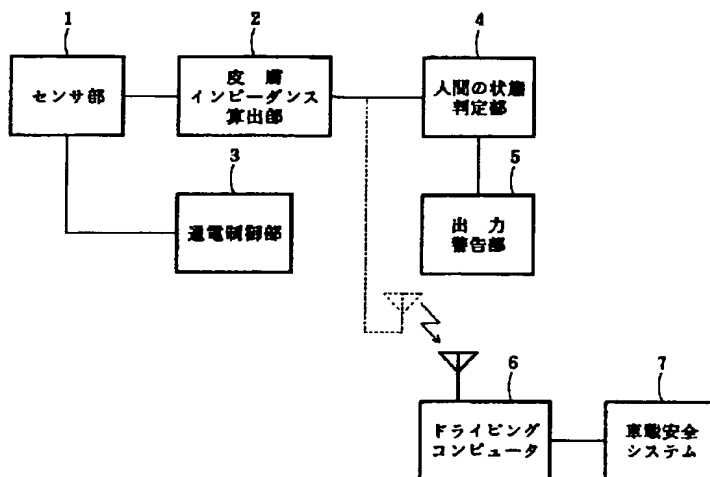 1
センサ部
2
皮膚
インピーダンス
算出部
3
通電制御部
4
人間の状態
判定部
5
出力
警告部
6
ドライビング
コンピュータ
7
車載安全
システム